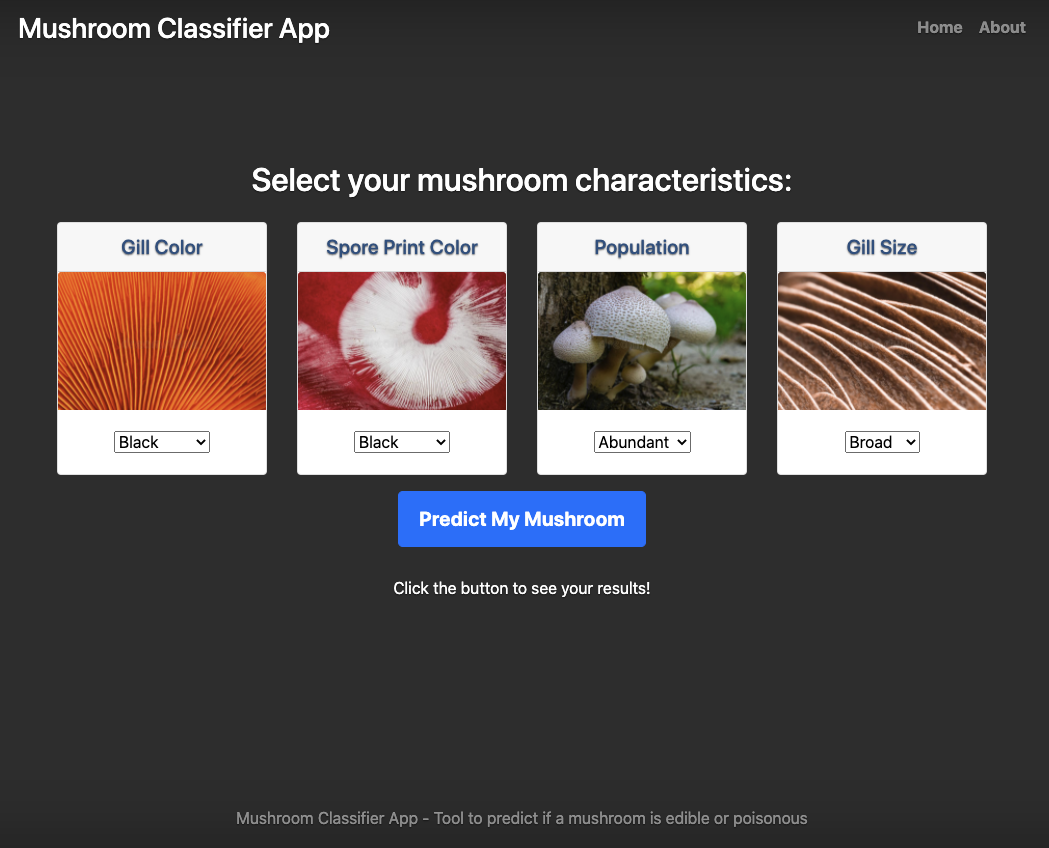 Mushroom Classifier App
Home About
Select your mushroom characteristics:
Gill Color
Spore Print Color
Population
Gill Size
Black
Black
Abundant
Broad
Predict My Mushroom
Click the button to see your results!
Mushroom Classifier App - Tool to predict if a mushroom is edible or poisonous